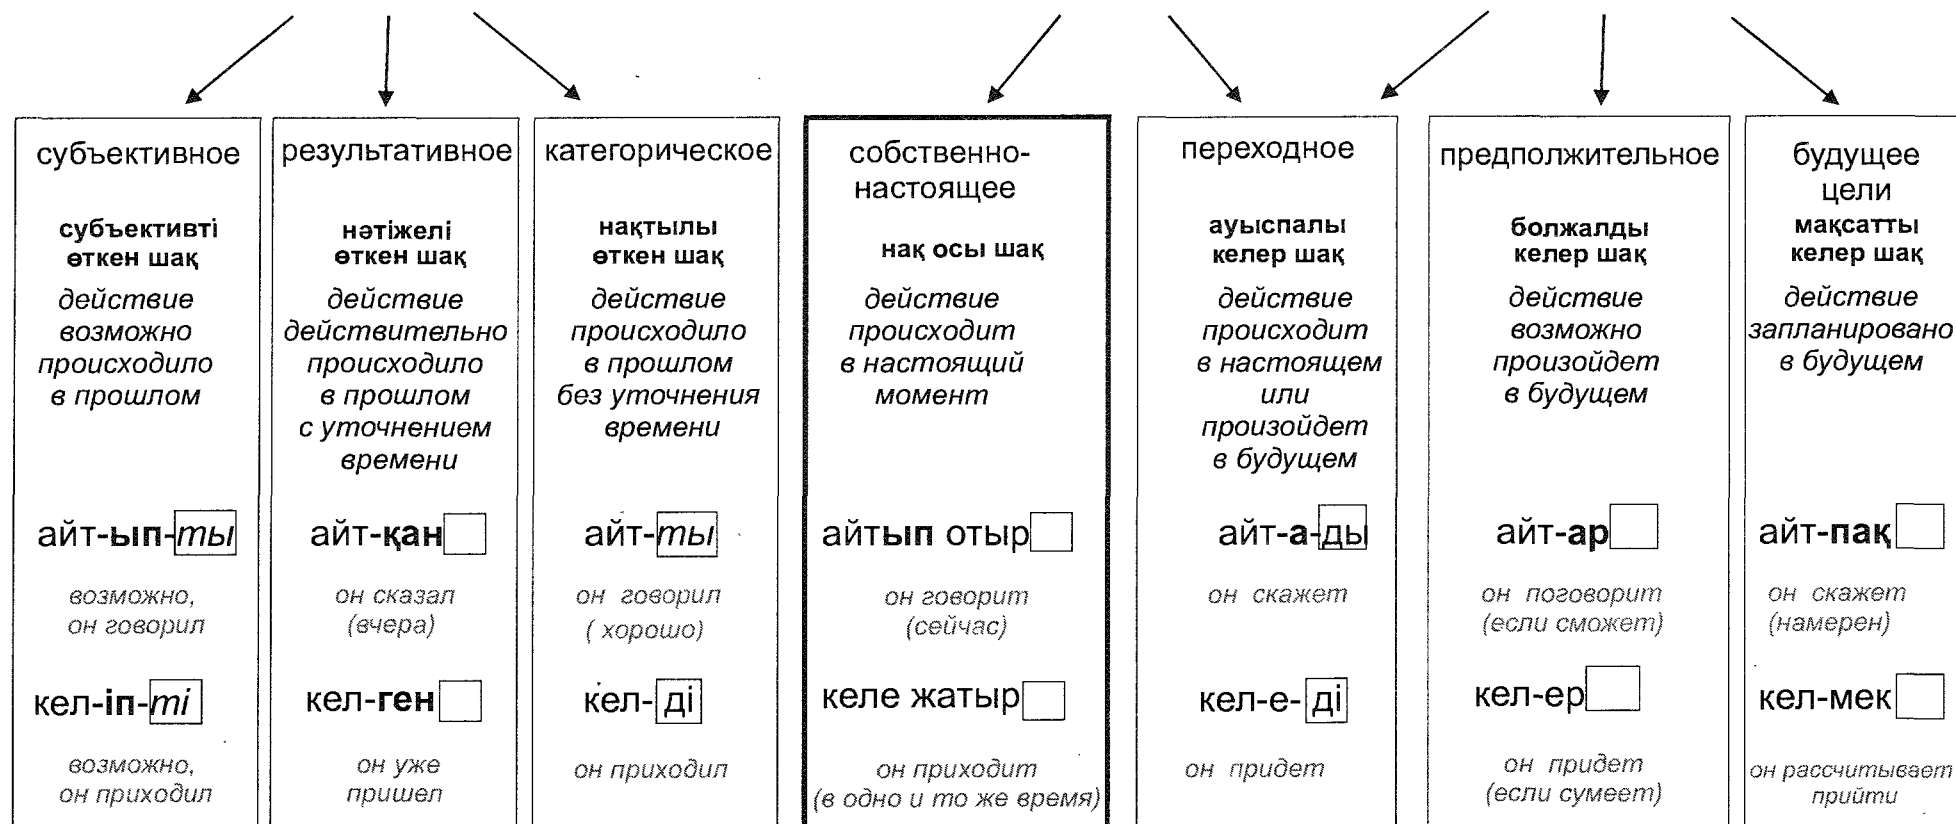 субъективное
субъективті
өткен шақ
действие
возможно
происходило
в прошлом
айт-ып-ты
возможно,
он говорил
кел-іп-ті
возможно,
он приходил
результативное
нәтіжелі
өткен шақ
действие
действительно
происходило
в прошлом
с уточнением
времени
айт-қан
он сказал
(вчера)
кел-ген
он уже
пришел
категорическое
нақтылы
өткен шақ
действие
происходило
в прошлом
без уточнения
времени
айт-ты
он говорил
( хорошо)
кел-ді
он приходил
собственно-
настоящее
нақ осы шақ
действие
происходит
в настоящий
момент
айтып отыр
он говорит
(сейчас)
келе жатыр
он приходит
(в одно и то же время)
переходное
ауыспалы
келер шақ
действие
происходит
в настоящем
или
произойдет
в будущем
айт-а-ды
он скажет
кел-е-ді
он придет
предположительное
болжалды
келер шақ
действие
возможно
произойдет
в будущем
айт-ар
он поговорит
(если сможет)
кел-ер
он придет
(если сумеет)
будущее
цели
мақсатты
келер шақ
действие
запланировано
в будущем
айт-пақ
он скажет
(намерен)
кел-мек
он рассчитывает
прийти